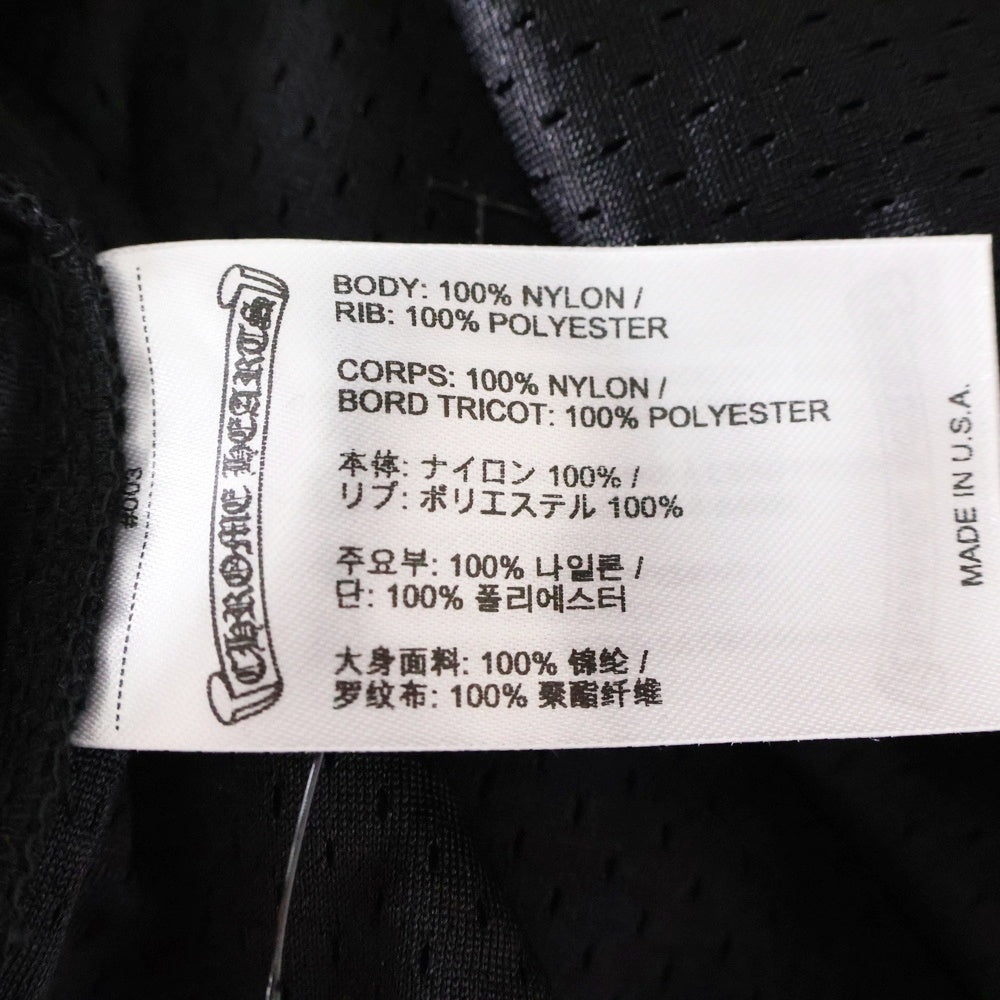 CHROME HEARTS
BODY: 100% NYLON /
RIB: 100% POLYESTER
CORPS: 100% NYLON /
BORD TRICOT: 100% POLYESTER
本体: ナイロン 100% /
リブ: ポリエステル 100%
주요부: 100% 나일론 /
단: 100% 폴리에스터
大身面料: 100% 锦纶 /
罗纹布: 100% 聚酯纤维
MADE IN U.S.A.
#003